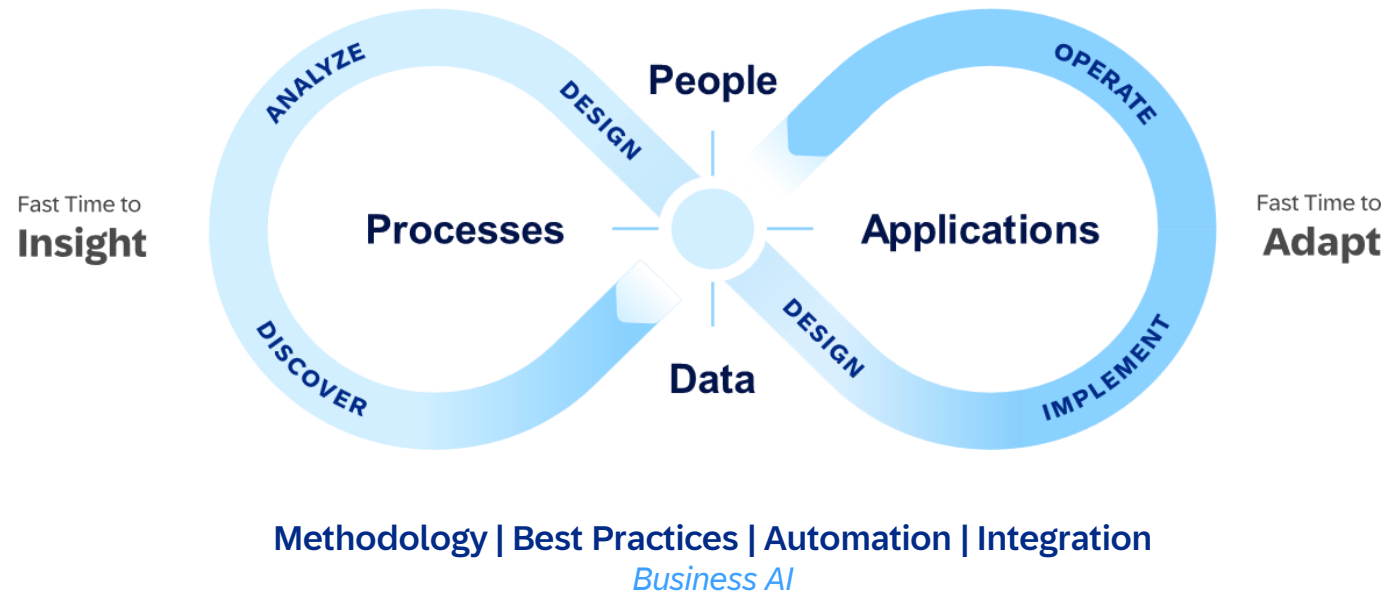 ANALYZE
DESIGN
People
OPERATE
Fast Time to
Insight
Processes
Applications
Fast Time to
Adapt
DISCOVER
Data
DESIGN
IMPLEMENT
Methodology | Best Practices | Automation | Integration
Business AI